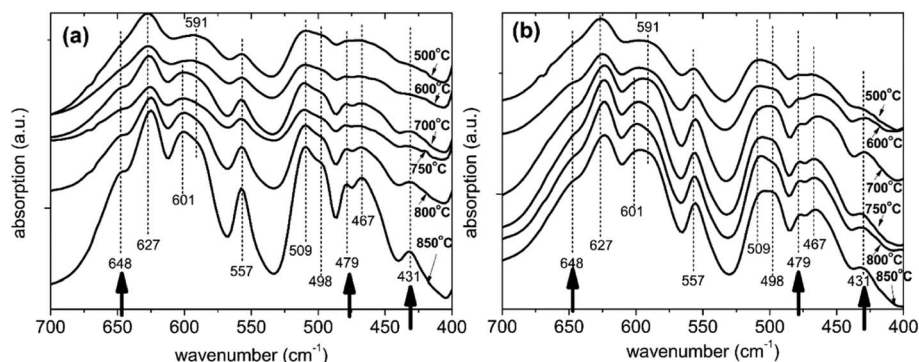 (a)
591
500°C
600°C
700°C
750°C
800°C
850°C
601
627
648
557
509
498
479
467
431
absorption (a.u.)
700 650 600 550 500 450 400
wavenumber (cm-1)
(b)
591
500°C
600°C
700°C
750°C
800°C
850°C
601
627
648
557
509
498
479
467
431
absorption (a.u.)
700 650 600 550 500 450 400
wavenumber (cm-1)